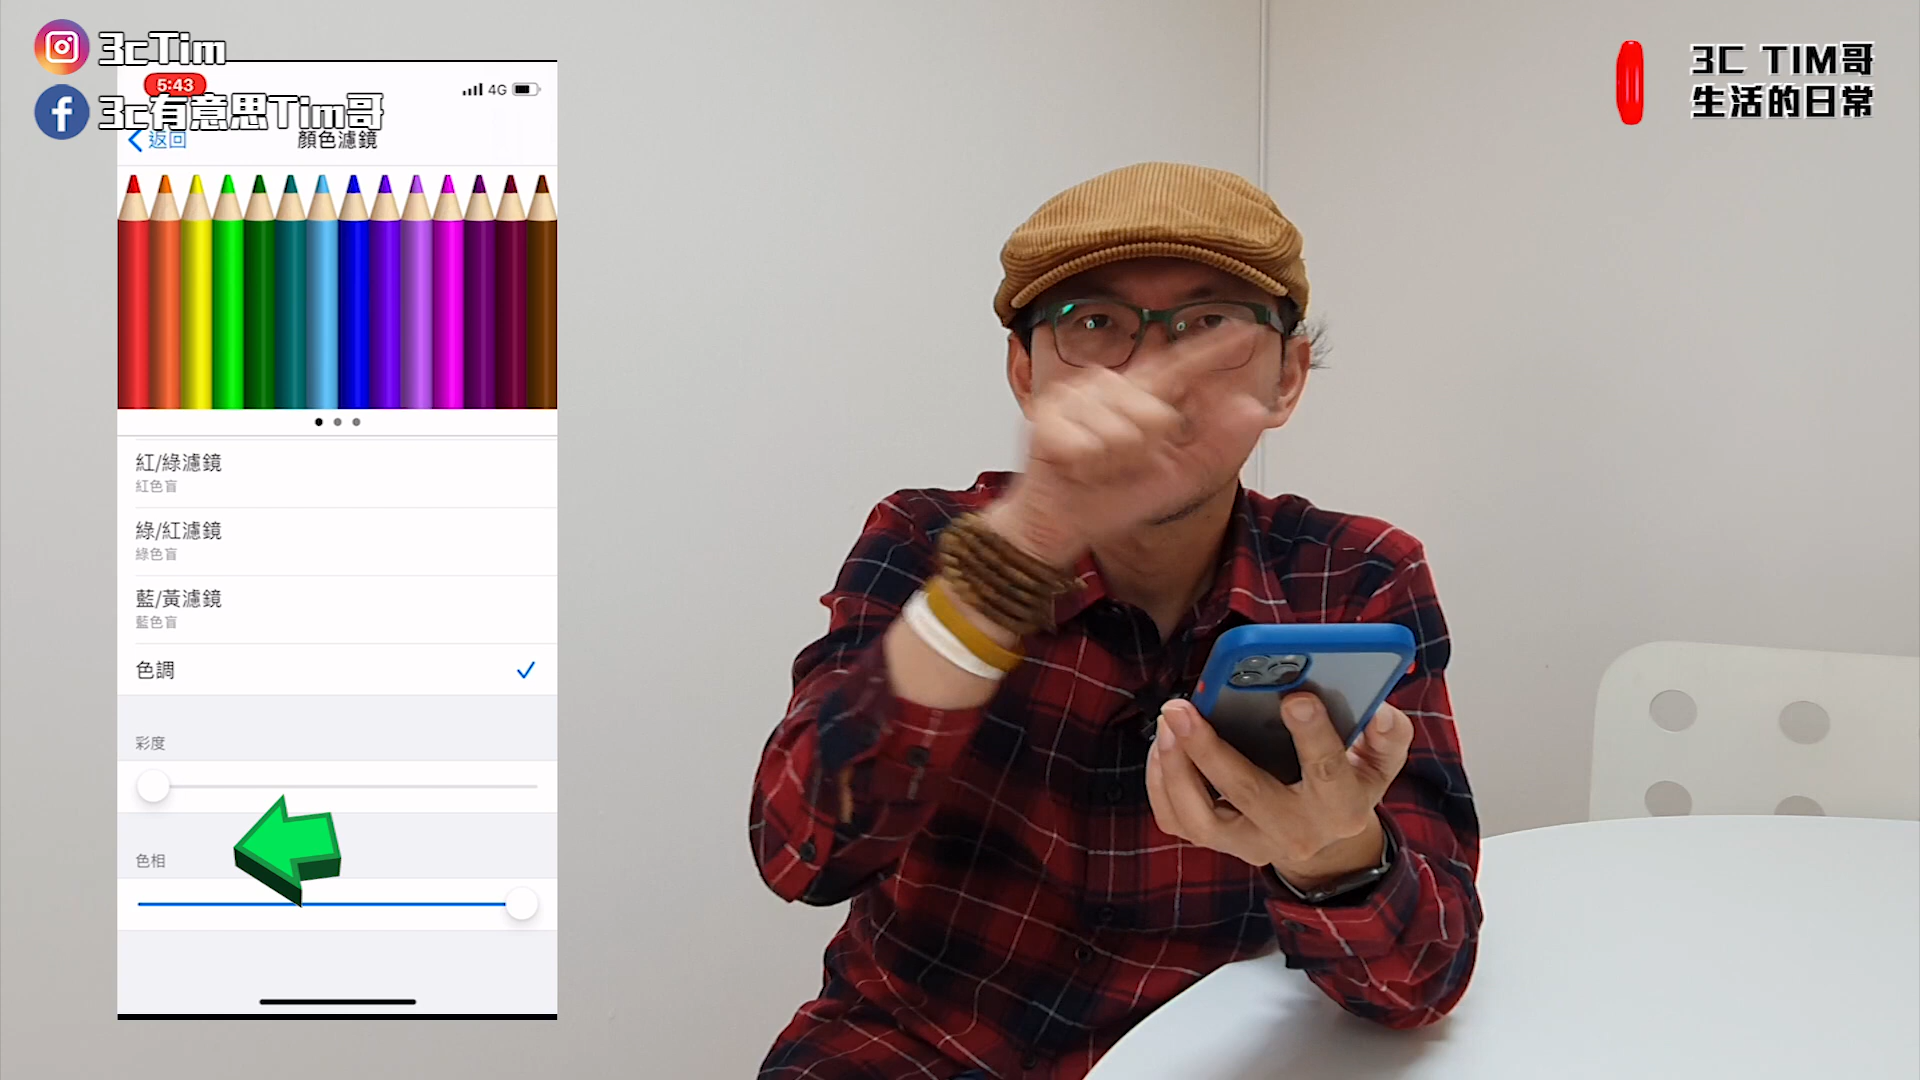 3cTim
3c有意思Tim哥
3C TIM哥
生活的日常
5:43
4G
返回
顏色濾鏡
紅/綠濾鏡
紅色盲
綠/紅濾鏡
綠色盲
藍/黃濾鏡
藍色盲
色調
彩度
色相